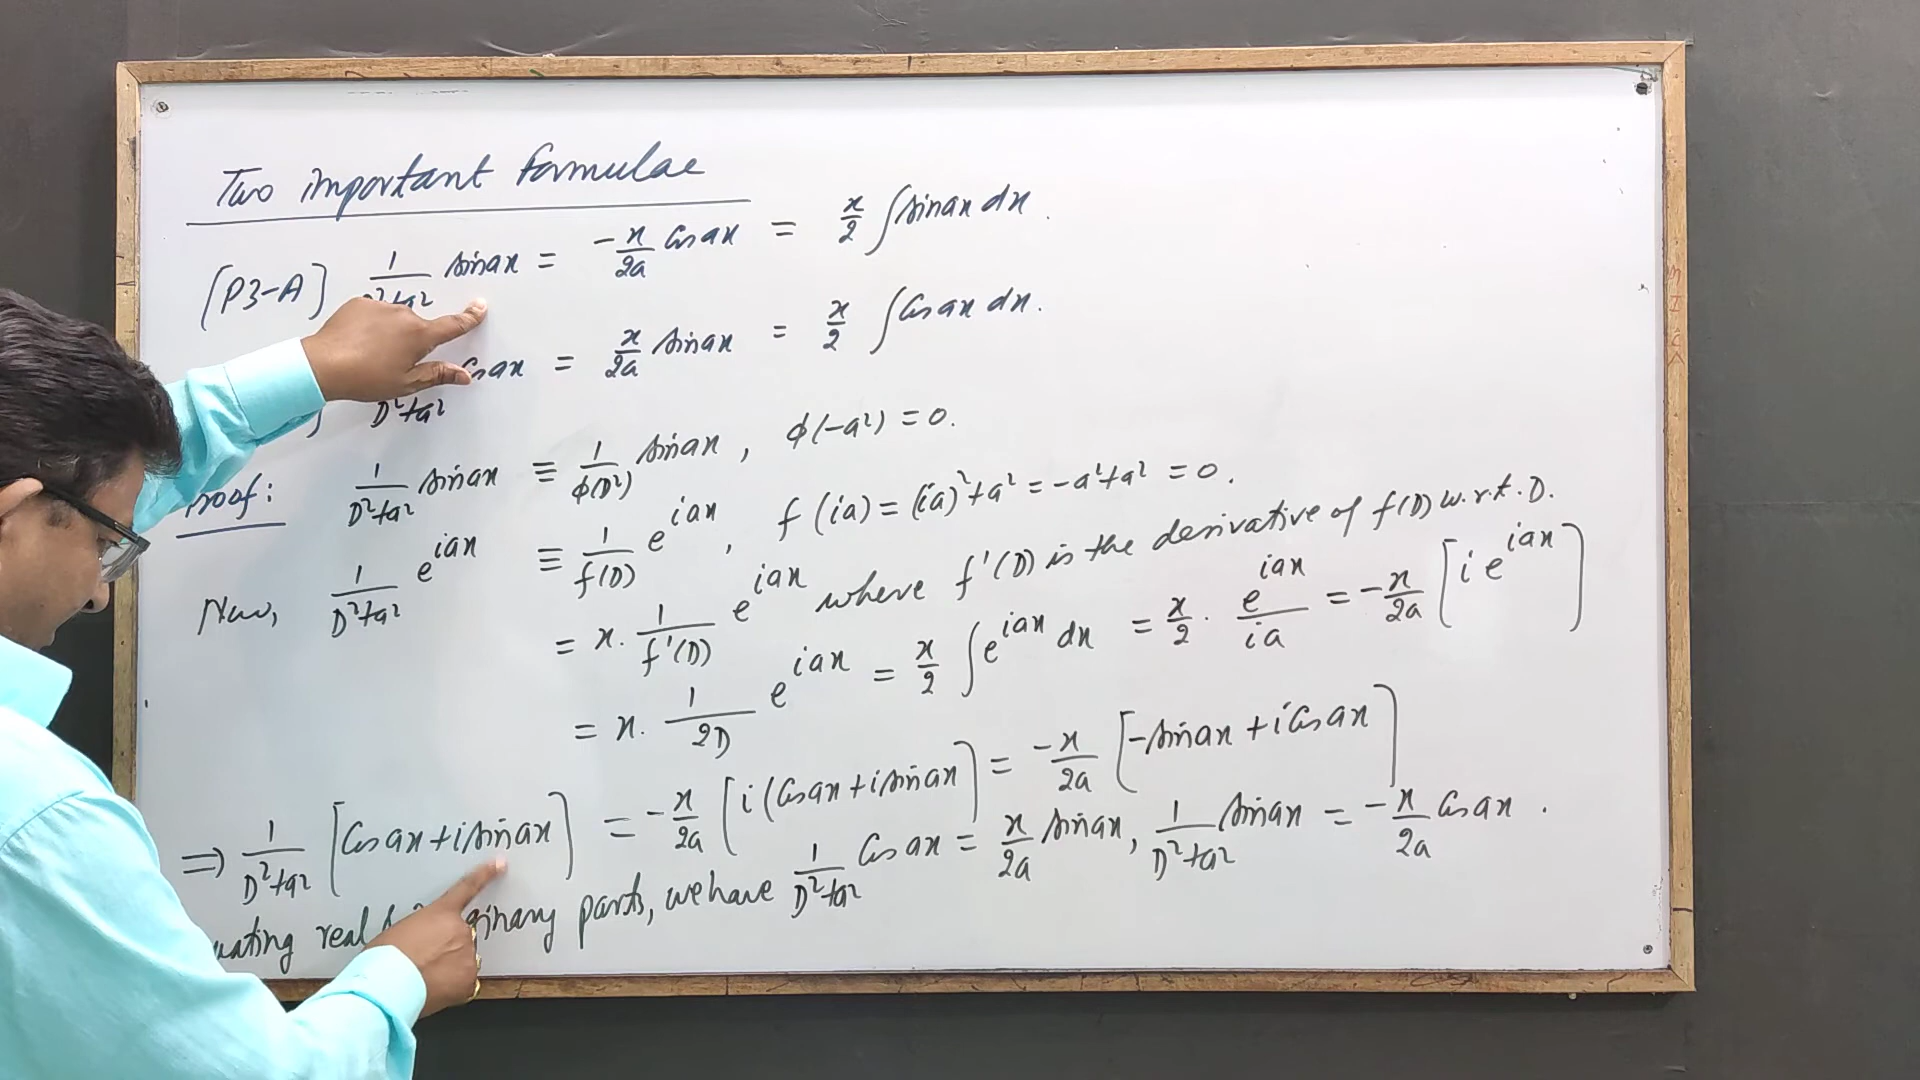 Two important formulae
[P3-A] 1/D²+a² sinax = -x/2a Cosax = x/2 ∫sinax dx.
D²+a² Cosax = x/2a sinax = x/2 ∫Cosax dx.
Proof: 1/D²+a² sinax ≡ 1/φ(D²) sinax, φ(-a²) = 0.
Now, 1/D²+a² e^{iax} ≡ 1/f(D) e^{iax}, f(ia) = (ia)²+a² = -a²+a² = 0.
= x. 1/f'(D) e^{iax} where f'(D) is the derivative of f(D) w.r.t. D.
= x. 1/2D e^{iax} = x/2 ∫e^{iax} dx = x/2 . e^{iax}/ia = -x/2a [i e^{iax}]
⇒ 1/D²+a² [Cosax+isinax] = -x/2a [i(Cosax+isinax] = -x/2a [-sinax+iCosax]
real & parts, we have 1/D²+a² Cosax = x/2a sinax, 1/D²+a² sinax = -x/2a Cosax.